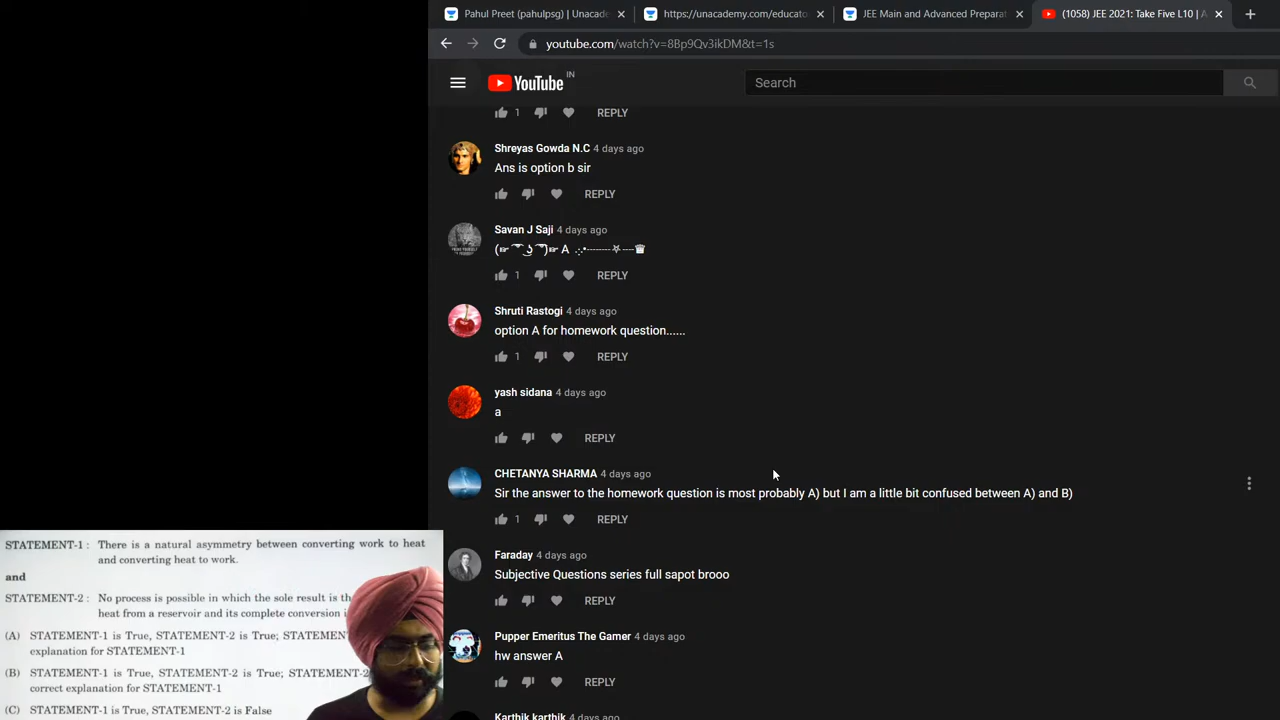 Pahul Preet (pahulpsg) | Unacade
https://unacademy.com/educato
JEE Main and Advanced Preparat
(1058) JEE 2021: Take Five L10 | A
youtube.com/watch?v=8Bp9Qv3ikDM&t=1s
YouTube IN
Search
1 REPLY
Shreyas Gowda N.C 4 days ago
Ans is option b sir
REPLY
Savan J Saji 4 days ago
A
1 REPLY
Shruti Rastogi 4 days ago
option A for homework question......
1 REPLY
yash sidana 4 days ago
a
REPLY
CHETANYA SHARMA 4 days ago
Sir the answer to the homework question is most probably A) but I am a little bit confused between A) and B)
1 REPLY
Faraday 4 days ago
Subjective Questions series full sapot brooo
REPLY
Pupper Emeritus The Gamer 4 days ago
hw answer A
REPLY
Karthik karthik 4 days ago
STATEMENT-1 : There is a natural asymmetry between converting work to heat
and converting heat to work.
and
STATEMENT-2 : No process is possible in which the sole result is the
heat from a reservoir and its complete conversion i
(A) STATEMENT-1 is True, STATEMENT-2 is True; STATEMENT
explanation for STATEMENT-1
(B) STATEMENT-1 is True, STATEMENT-2 is True; STATEMENT-2
correct explanation for STATEMENT-1
(C) STATEMENT-1 is True, STATEMENT-2 is False